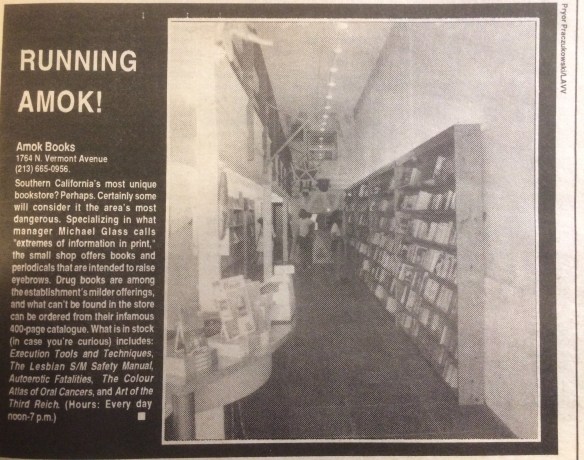 RUNNING
AMOK!
Amok Books
1764 N. Vermont Avenue
(213) 665-0956.
Southern California's most unique
bookstore? Perhaps. Certainly some
will consider it the area's most
dangerous. Specializing in what
manager Michael Glass calls
"extremes of information in print,"
the small shop offers books and
periodicals that are intended to raise
eyebrows. Drug books are among
the establishment's milder offerings,
and what can't be found in the store
can be ordered from their infamous
400-page catalogue. What is in stock
(in case you're curious) includes:
Execution Tools and Techniques,
The Lesbian S/M Safety Manual,
Autoerotic Fatalities, The Colour
Atlas of Oral Cancers, and Art of the
Third Reich. (Hours: Every day
noon-7 p.m.)
Pryor Praczukowski/LAVV